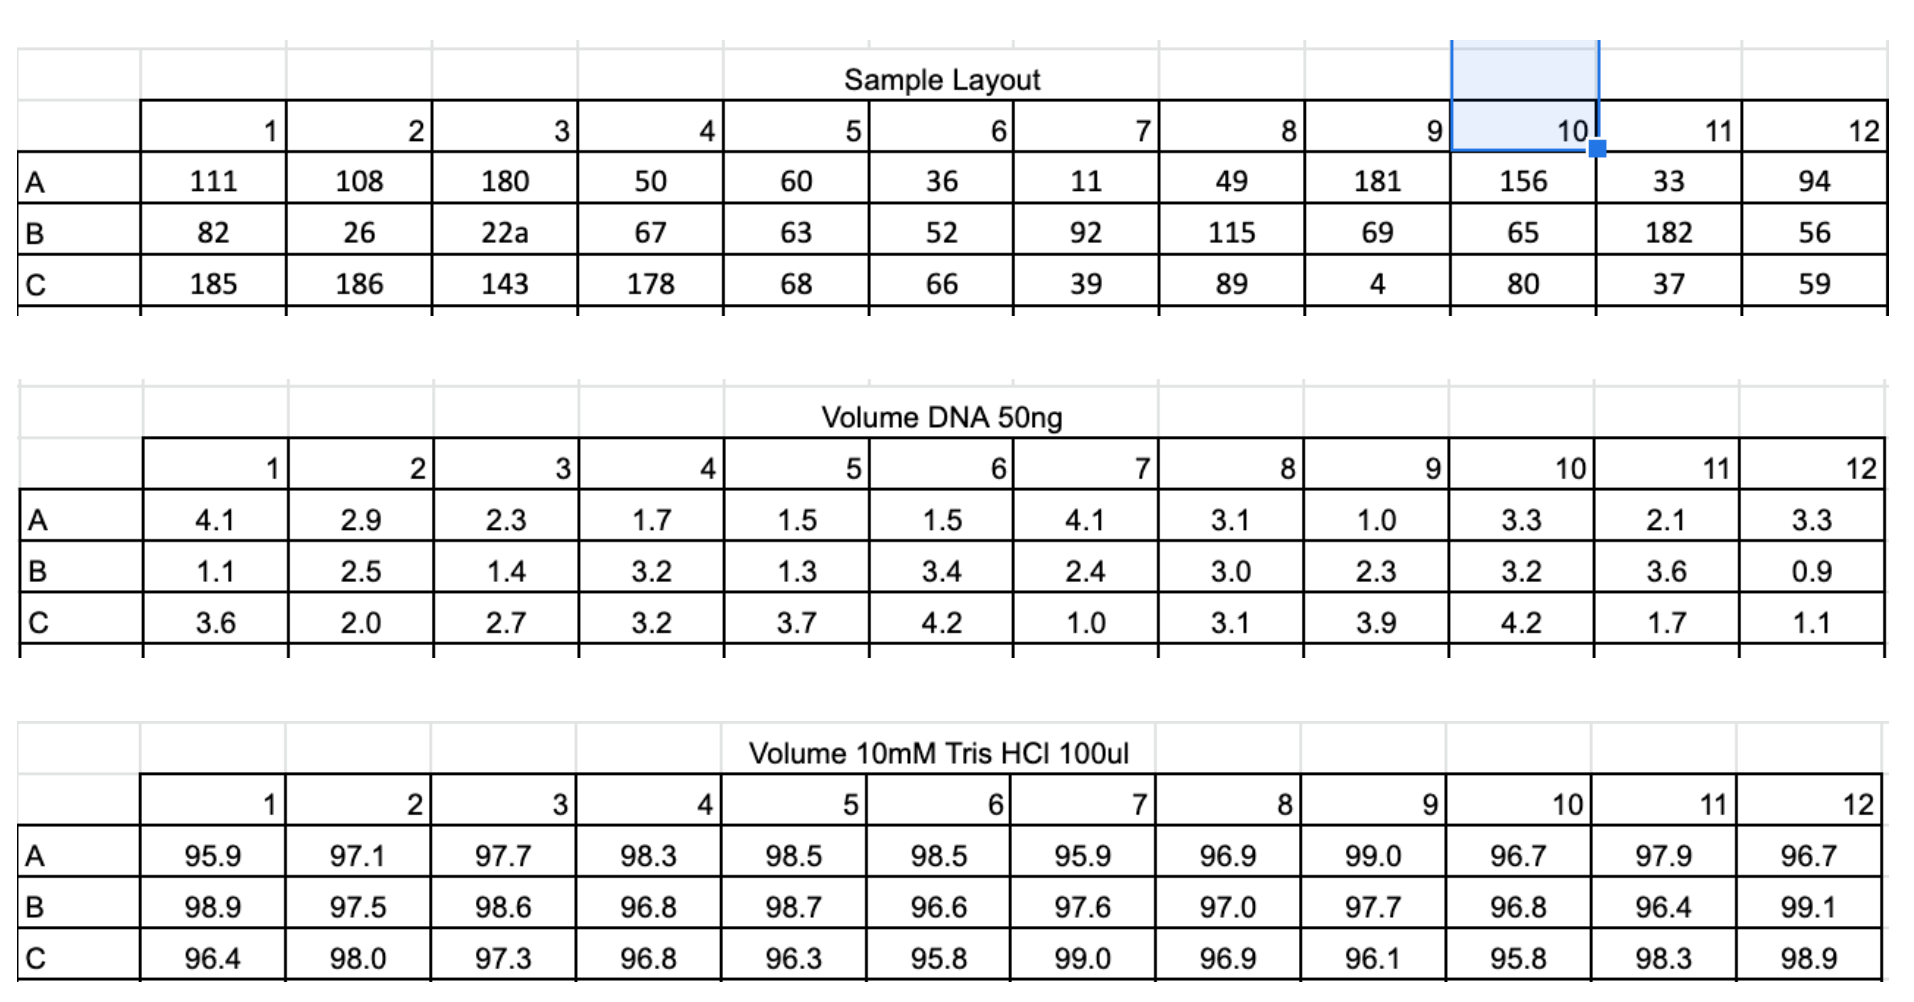 Sample Layout
1 2 3 4 5 6 7 8 9 10 11 12
A 111 108 180 50 60 36 11 49 181 156 33 94
B 82 26 22a 67 63 52 92 115 69 65 182 56
C 185 186 143 178 68 66 39 89 4 80 37 59
Volume DNA 50ng
1 2 3 4 5 6 7 8 9 10 11 12
A 4.1 2.9 2.3 1.7 1.5 1.5 4.1 3.1 1.0 3.3 2.1 3.3
B 1.1 2.5 1.4 3.2 1.3 3.4 2.4 3.0 2.3 3.2 3.6 0.9
C 3.6 2.0 2.7 3.2 3.7 4.2 1.0 3.1 3.9 4.2 1.7 1.1
Volume 10mM Tris HCl 100ul
1 2 3 4 5 6 7 8 9 10 11 12
A 95.9 97.1 97.7 98.3 98.5 98.5 95.9 96.9 99.0 96.7 97.9 96.7
B 98.9 97.5 98.6 96.8 98.7 96.6 97.6 97.0 97.7 96.8 96.4 99.1
C 96.4 98.0 97.3 96.8 96.3 95.8 99.0 96.9 96.1 95.8 98.3 98.9